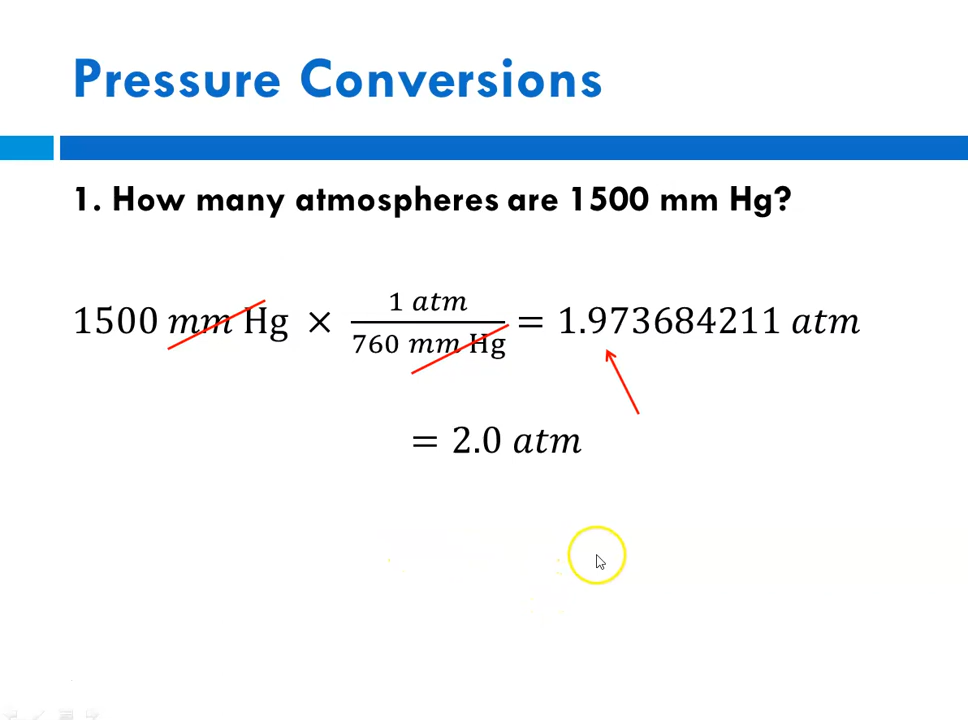 Pressure Conversions
1. How many atmospheres are 1500 mm Hg?
1500 mm Hg × 1 atm / 760 mm Hg = 1.973684211 atm
= 2.0 atm